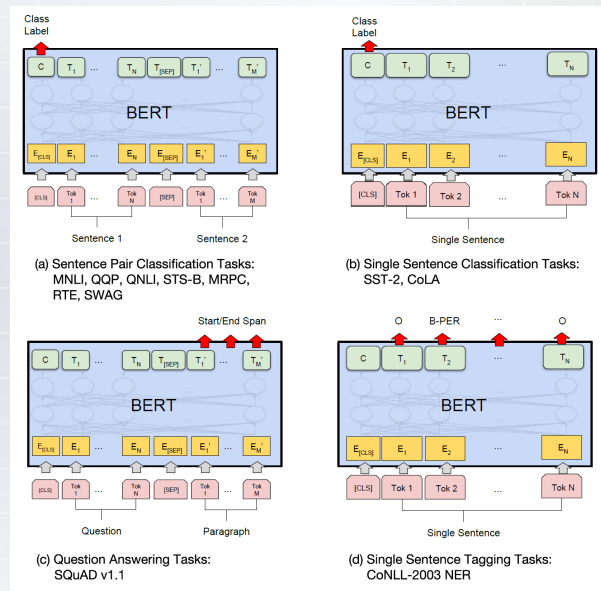 Class
Label
C T1 ... TN T[SEP] T1' ... TM'
BERT
E[CLS] E1 ... EN E[SEP] E1' ... EM'
[CLS] Tok 1 ... Tok N [SEP] Tok 1 ... Tok M
Sentence 1 Sentence 2
(a) Sentence Pair Classification Tasks:
MNLI, QQP, QNLI, STS-B, MRPC,
RTE, SWAG
Class
Label
C T1 T2 ... TN
BERT
E[CLS] E1 E2 ... EN
[CLS] Tok 1 Tok 2 ... Tok N
Single Sentence
(b) Single Sentence Classification Tasks:
SST-2, CoLA
Start/End Span
C T1 ... TN T[SEP] T1' ... TM'
BERT
E[CLS] E1 ... EN E[SEP] E1' ... EM'
[CLS] Tok 1 ... Tok N [SEP] Tok 1 ... Tok M
Question Paragraph
(c) Question Answering Tasks:
SQuAD v1.1
O B-PER ... O
C T1 T2 ... TN
BERT
E[CLS] E1 E2 ... EN
[CLS] Tok 1 Tok 2 ... Tok N
Single Sentence
(d) Single Sentence Tagging Tasks:
CoNLL-2003 NER